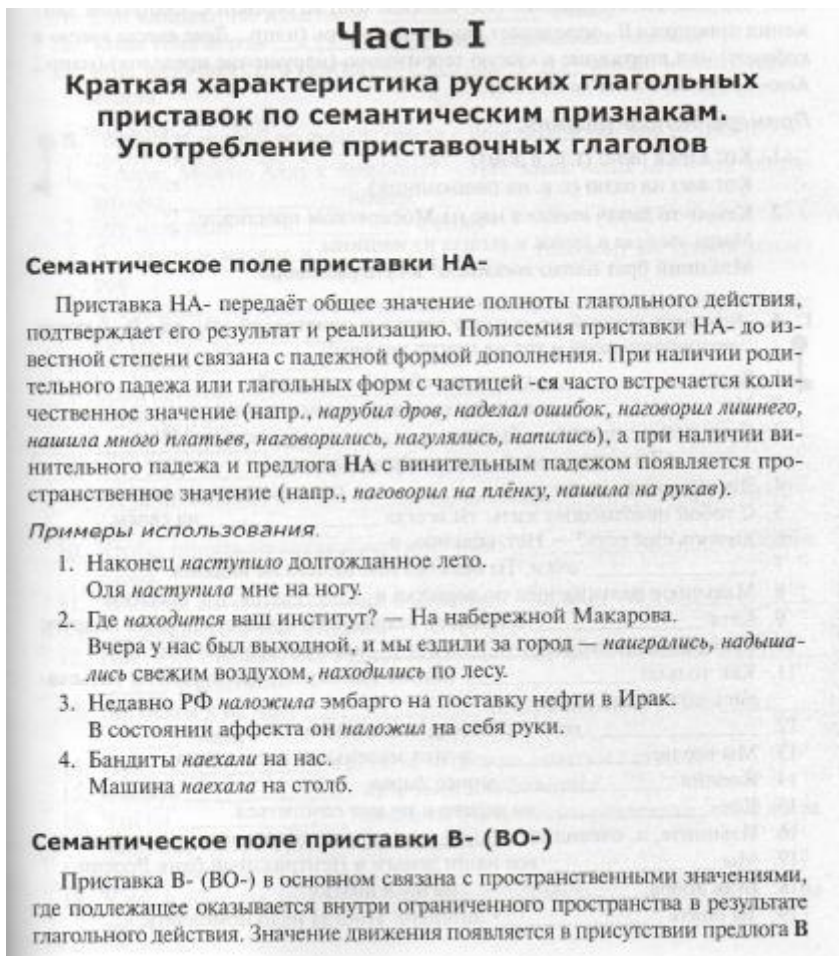 Часть I
Краткая характеристика русских глагольных
приставок по семантическим признакам.
Употребление приставочных глаголов
Семантическое поле приставки НА-
Приставка НА- передаёт общее значение полноты глагольного действия,
подтверждает его результат и реализацию. Полисемия приставки НА- до из-
вестной степени связана с падежной формой дополнения. При наличии роди-
тельного падежа или глагольных форм с частицей -ся часто встречается коли-
чественное значение (напр., нарубил дров, наделал ошибок, наговорил лишнего,
нашила много платьев, наговорились, нагулялись, напились), а при наличии ви-
нительного падежа и предлога НА с винительным падежом появляется про-
странственное значение (напр., наговорил на плёнку, нашила на рукав).
Примеры использования.
1. Наконец наступило долгожданное лето.
Оля наступила мне на ногу.
2. Где находится ваш институт? — На набережной Макарова.
Вчера у нас был выходной, и мы ездили за город — наигрались, надыша-
лись свежим воздухом, находились по лесу.
3. Недавно РФ наложила эмбарго на поставку нефти в Ирак.
В состоянии аффекта он наложил на себя руки.
4. Бандиты наехали на нас.
Машина наехала на столб.
Семантическое поле приставки В- (ВО-)
Приставка В- (ВО-) в основном связана с пространственными значениями,
где подлежащее оказывается внутри ограниченного пространства в результате
глагольного действия. Значение движения появляется в присутствии предлога В